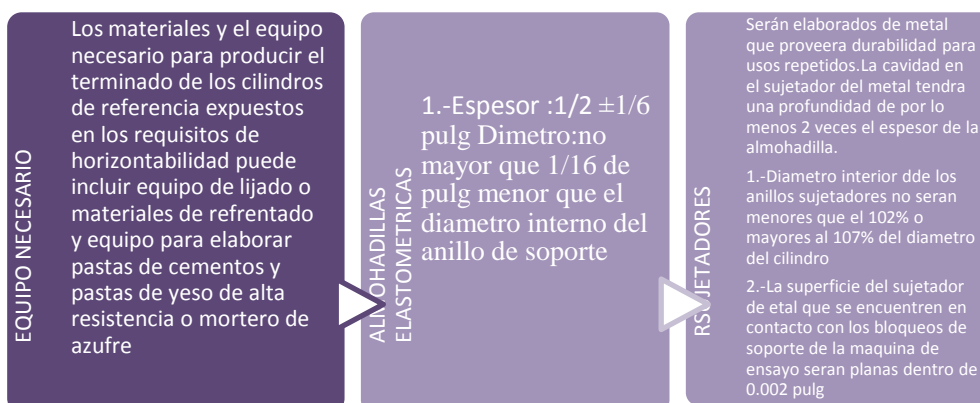 EQUIPO NECESARIO
Los materiales y el equipo
necesario para producir el
terminado de los cilindros
de referencia expuestos
en los requisitos de
horizontabilidad puede
incluir equipo de lijado o
materiales de refrentado
y equipo para elaborar
pastas de cementos y
pastas de yeso de alta
resistencia o mortero de
azufre
ALMOHADILLAS
ELASTOMETRICAS
1.-Espesor :1/2 ±1/6
pulg Dimetro:no
mayor que 1/16 de
pulg menor que el
diametro interno del
anillo de soporte
RSUJETADORES
Serán elaborados de metal
que proveera durabilidad para
usos repetidos.La cavidad en
el sujetador del metal tendra
una profundidad de por lo
menos 2 veces el espesor de la
almohadilla.
1.-Diametro interior dde los
anillos sujetadores no seran
menores que el 102% o
mayores al 107% del diametro
del cilindro
2.-La superficie del sujetador
de etal que se encuentren en
contacto con los bloqueos de
soporte de la maquina de
ensayo seran planas dentro de
0.002 pulg